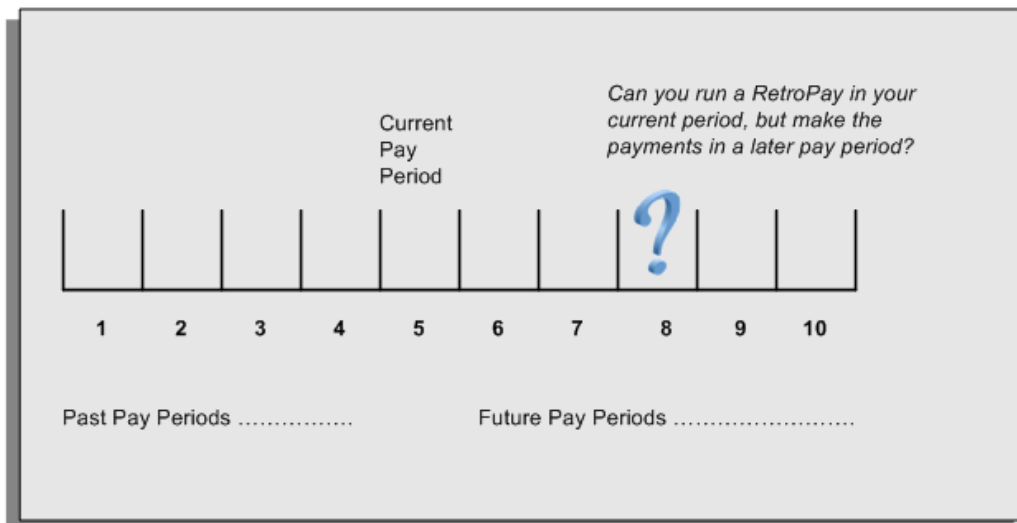 Can you run a RetroPay in your
current period, but make the
payments in a later pay period?
Current
Pay
Period
?
1 2 3 4 5 6 7 8 9 10
Past Pay Periods ................. Future Pay Periods ...........................